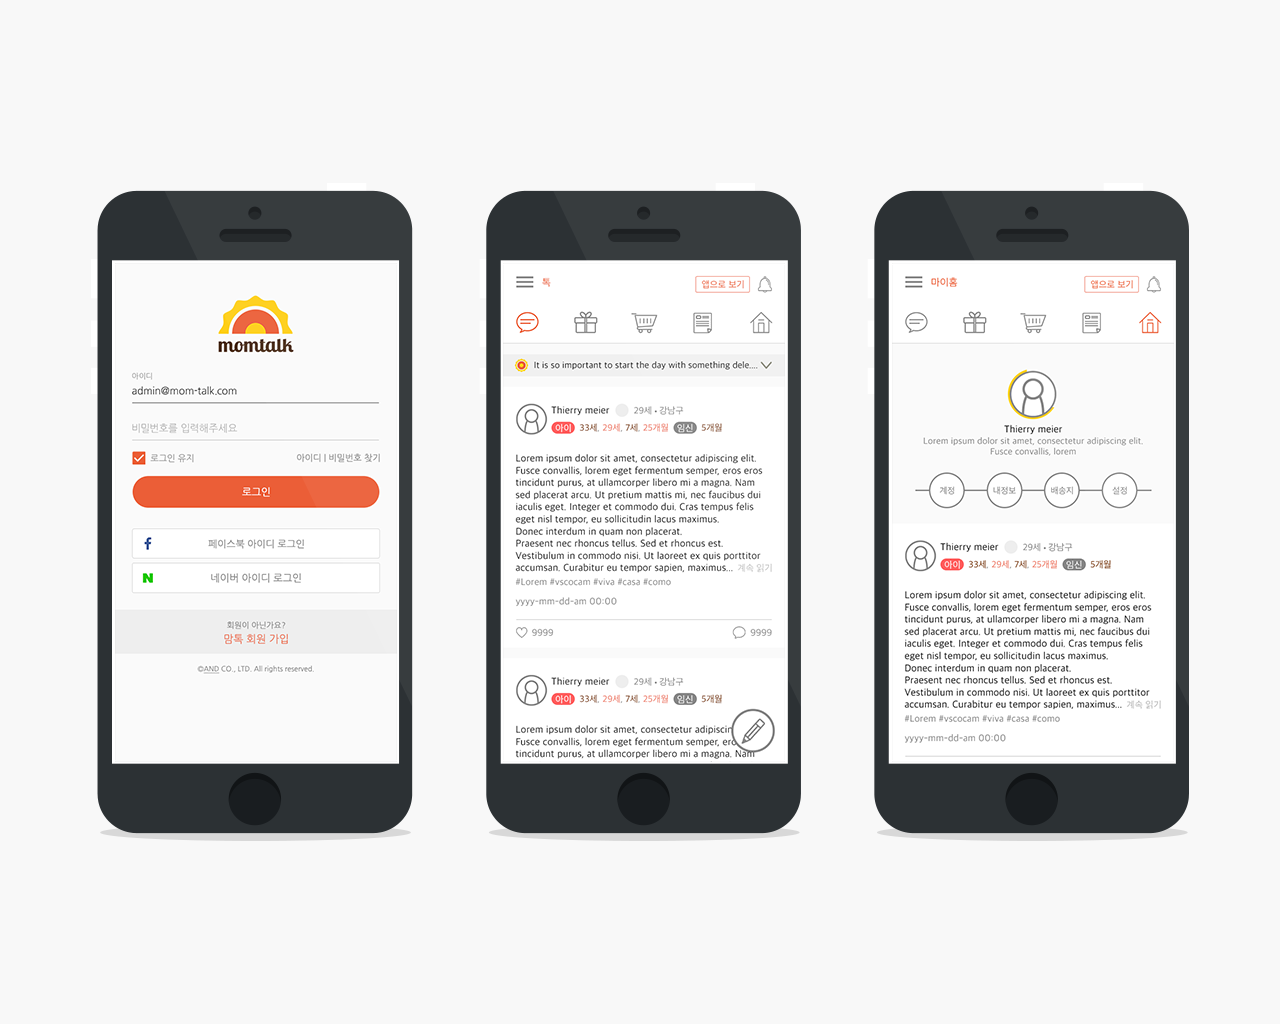 momtalk
아이디
admin@mom-talk.com
비밀번호를 입력해주세요
로그인 유지
아이디 | 비밀번호 찾기
로그인
페이스북 아이디 로그인
네이버 아이디 로그인
회원이 아닌가요?
맘톡 회원 가입
©AND CO., LTD. All rights reserved.
톡
앱으로 보기
It is so important to start the day with something dele....
Thierry meier 29세 • 강남구
아이 33세, 29세, 7세, 25개월 임신 5개월
Lorem ipsum dolor sit amet, consectetur adipiscing elit.
Fusce convallis, lorem eget fermentum semper, eros eros
tincidunt purus, at ullamcorper libero mi a magna. Nam
sed placerat arcu. Ut pretium mattis mi, nec faucibus dui
iaculis eget. Integer et commodo dui. Cras tempor, erat
eget nisl tempor, eu sollicitudin lacus maximus.
Donec interdum in quam non placerat.
Praesent nec rhoncus tellus. Sed et rhoncus est.
Vestibulum in commodo nisi. Ut laoreet ex quis porttitor
accumsan. Curabitur eu tempor sapien, maximus... 계속 읽기
#Lorem #vscocam #viva #casa #como
yyyy-mm-dd-am 00:00
9999 9999
Thierry meier 29세 • 강남구
아이 33세, 29세, 7세, 25개월 임신 5개월
Lorem ipsum dolor sit amet, consectetur adipiscin
Fusce convallis, lorem eget fermentum semper, ero
tincidunt purus, at ullamcorper libero mi a magna. Nam
마이홈
앱으로 보기
Thierry meier
Lorem ipsum dolor sit amet, consectetur adipiscing elit.
Fusce convallis, lorem
계정 내정보 배송지 설정
Thierry meier 29세 • 강남구
아이 33세, 29세, 7세, 25개월 임신 5개월
Lorem ipsum dolor sit amet, consectetur adipiscing elit.
Fusce convallis, lorem eget fermentum semper, eros eros
tincidunt purus, at ullamcorper libero mi a magna. Nam
sed placerat arcu. Ut pretium mattis mi, nec faucibus dui
iaculis eget. Integer et commodo dui. Cras tempor, erat
eget nisl tempor, eu sollicitudin lacus maximus.
Donec interdum in quam non placerat.
Praesent nec rhoncus tellus. Sed et rhoncus est.
Vestibulum in commodo nisi. Ut laoreet ex quis porttitor
accumsan. Curabitur eu tempor sapien, maximus... 계속 읽기
#Lorem #vscocam #viva #casa #como
yyyy-mm-dd-am 00:00